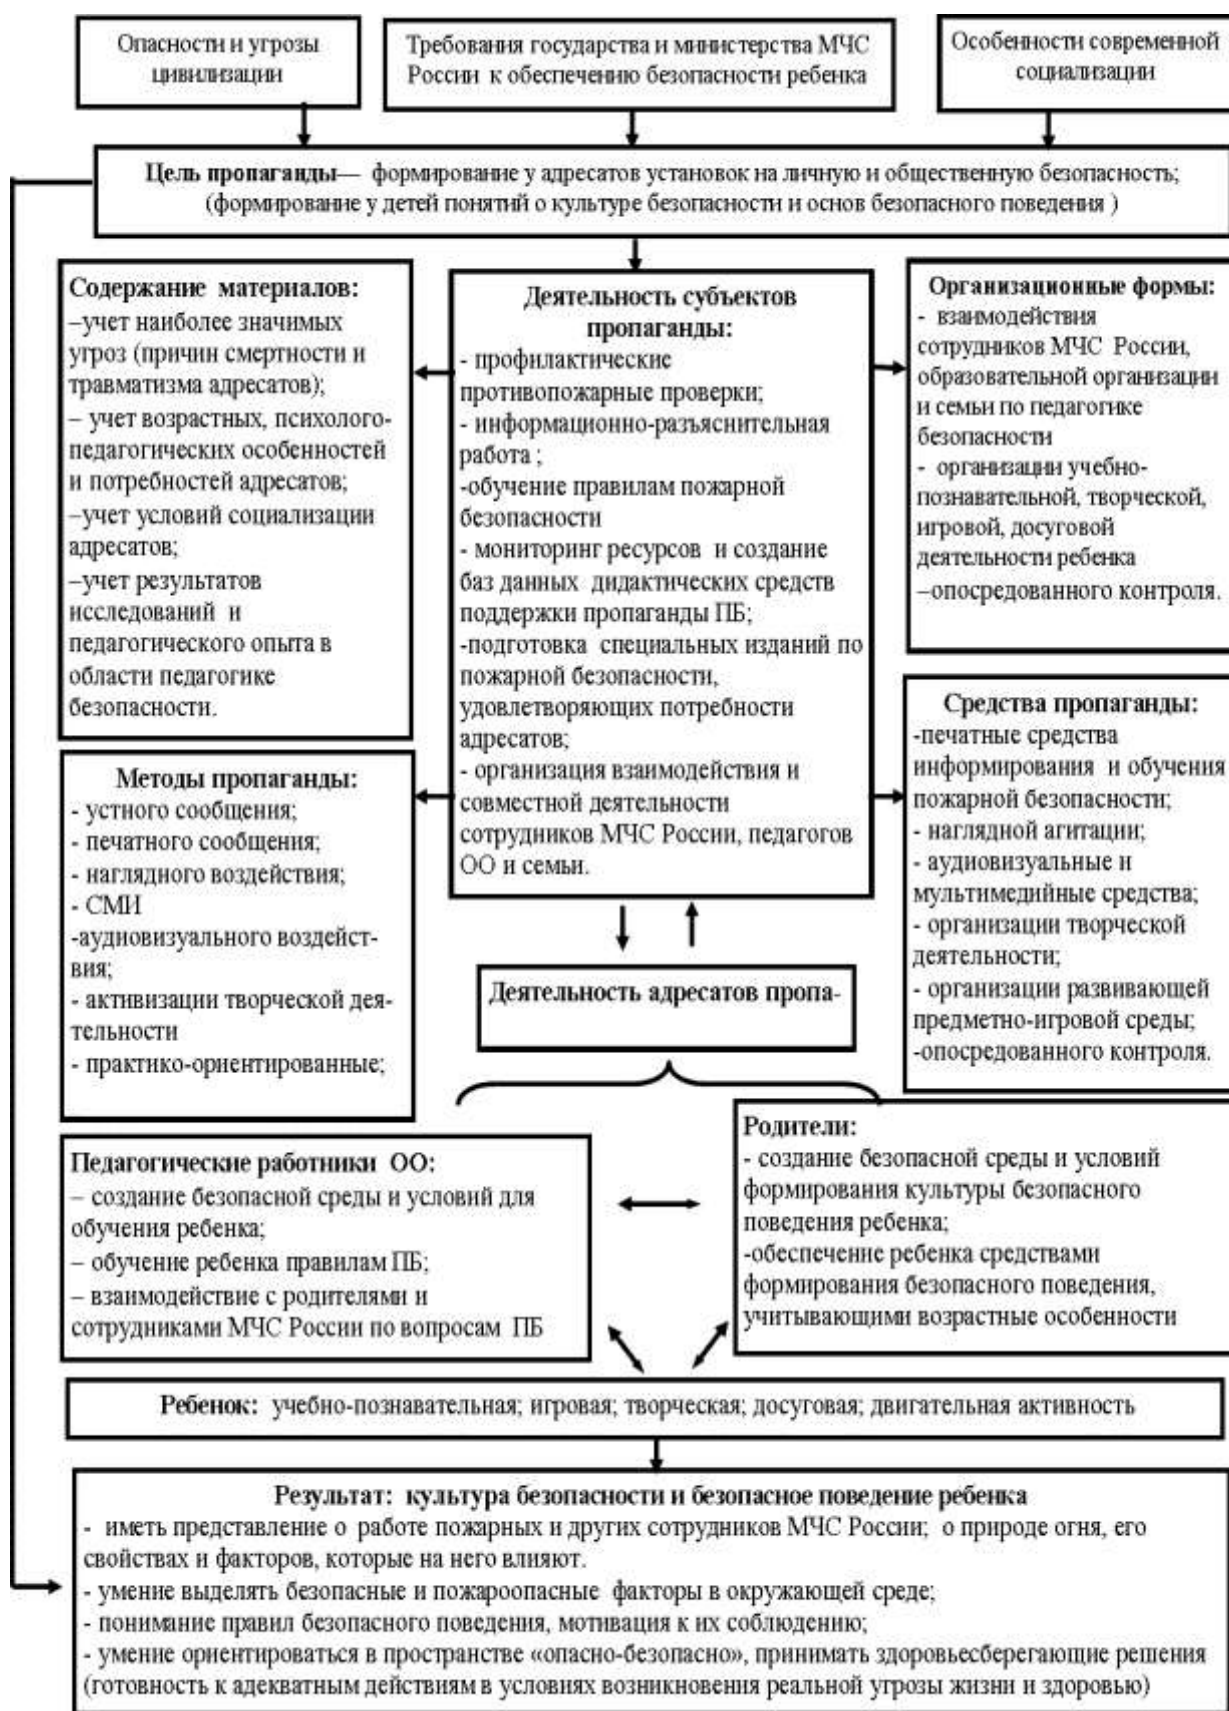 Опасности и угрозы
цивилизации
Требования государства и министерства МЧС
России к обеспечению безопасности ребенка
Особенности современной
социализации
Цель пропаганды— формирование у адресатов установок на личную и общественную безопасность;
(формирование у детей понятий о культуре безопасности и основ безопасного поведения )
Содержание материалов:
–учет наиболее значимых
угроз (причин смертности и
травматизма адресатов);
– учет возрастных, психолого-
педагогических особенностей
и потребностей адресатов;
–учет условий социализации
адресатов;
–учет результатов
исследований и
педагогического опыта в
области педагогике
безопасности.
Деятельность субъектов
пропаганды:
- профилактические
противопожарные проверки;
- информационно-разъяснительная
работа ;
-обучение правилам пожарной
безопасности
- мониторинг ресурсов и создание
баз данных дидактических средств
поддержки пропаганды ПБ;
-подготовка специальных изданий по
пожарной безопасности,
удовлетворяющих потребности
адресатов;
- организация взаимодействия и
совместной деятельности
сотрудников МЧС России, педагогов
ОО и семьи.
Организационные формы:
- взаимодействия
сотрудников МЧС России,
образовательной организации
и семьи по педагогике
безопасности
- организации учебно-
познавательной, творческой,
игровой, досуговой
деятельности ребенка
–опосредованного контроля.
Методы пропаганды:
- устного сообщения;
- печатного сообщения;
- наглядного воздействия;
- СМИ
-аудиовизуального воздейст-
вия;
- активизации творческой дея-
тельности
- практико-ориентированные;
Средства пропаганды:
-печатные средства
информирования и обучения
пожарной безопасности;
- наглядной агитации;
- аудиовизуальные и
мультимедийные средства;
- организации творческой
деятельности;
- организации развивающей
предметно-игровой среды;
-опосредованного контроля.
Деятельность адресатов пропа-
Педагогические работники ОО:
– создание безопасной среды и условий для
обучения ребенка;
– обучение ребенка правилам ПБ;
– взаимодействие с родителями и
сотрудниками МЧС России по вопросам ПБ
Родители:
- создание безопасной среды и условий
формирования культуры безопасного
поведения ребенка;
-обеспечение ребенка средствами
формирования безопасного поведения,
учитывающими возрастные особенности
Ребенок: учебно-познавательная; игровая; творческая; досуговая; двигательная активность
Результат: культура безопасности и безопасное поведение ребенка
- иметь представление о работе пожарных и других сотрудников МЧС России; о природе огня, его
свойствах и факторов, которые на него влияют.
- умение выделять безопасные и пожароопасные факторы в окружающей среде;
- понимание правил безопасного поведения, мотивация к их соблюдению;
- умение ориентироваться в пространстве «опасно-безопасно», принимать здоровьесберегающие решения
(готовность к адекватным действиям в условиях возникновения реальной угрозы жизни и здоровью)